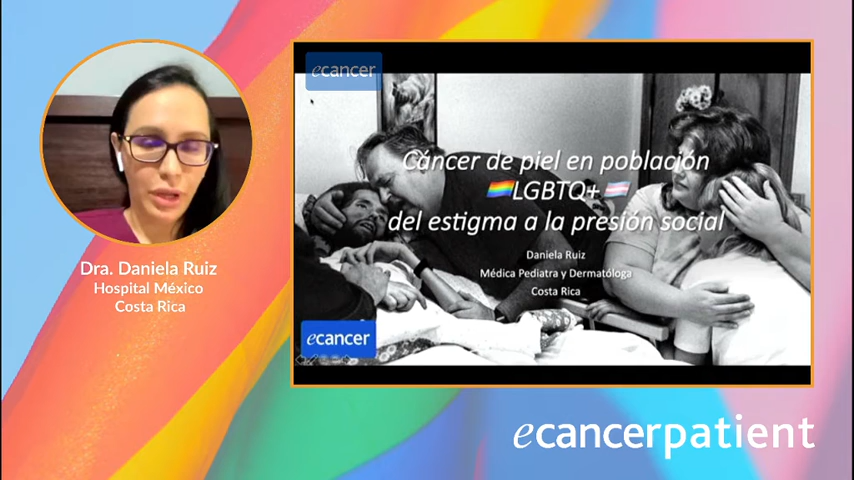 ecancer
Cáncer de piel en población
LGBTQ+
del estigma a la presión social
Daniela Ruiz
Médica Pediatra y Dermatóloga
Costa Rica
ecancer
Dra. Daniela Ruiz
Hospital México
Costa Rica
ecancerpatient